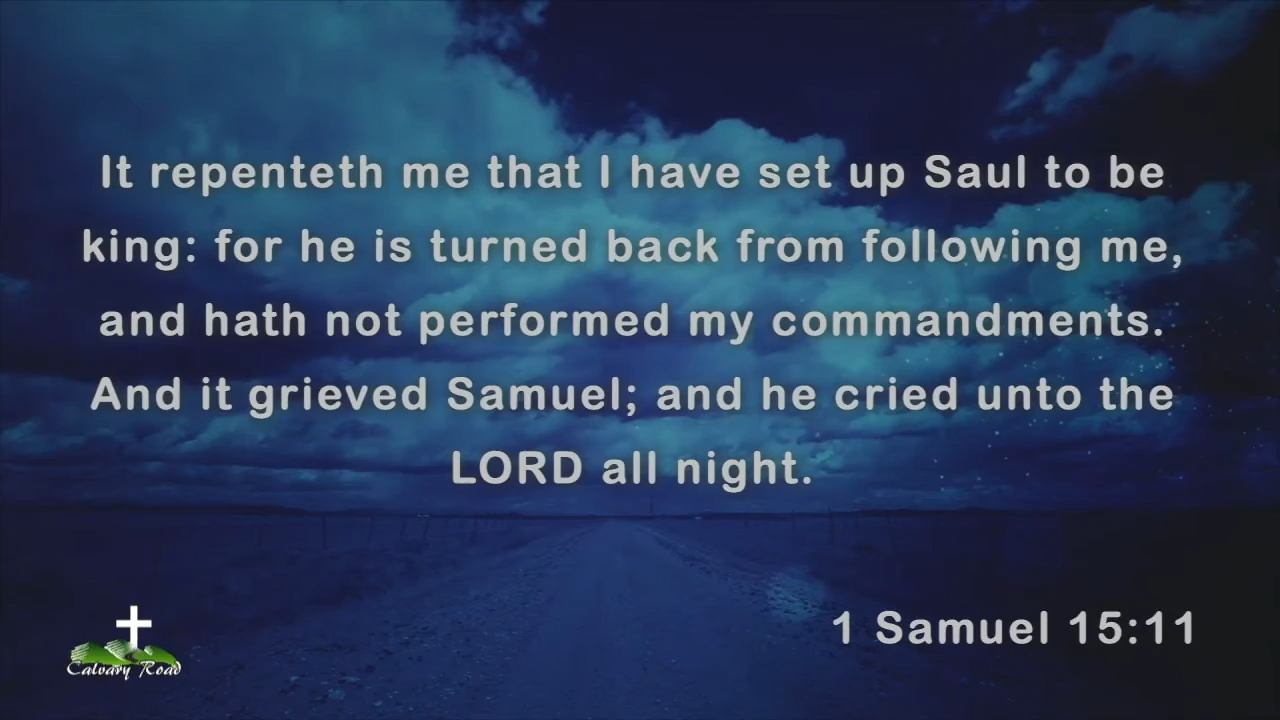 It repenteth me that I have set up Saul to be
king: for he is turned back from following me,
and hath not performed my commandments.
And it grieved Samuel; and he cried unto the
LORD all night.
1 Samuel 15:11
Calvary Road